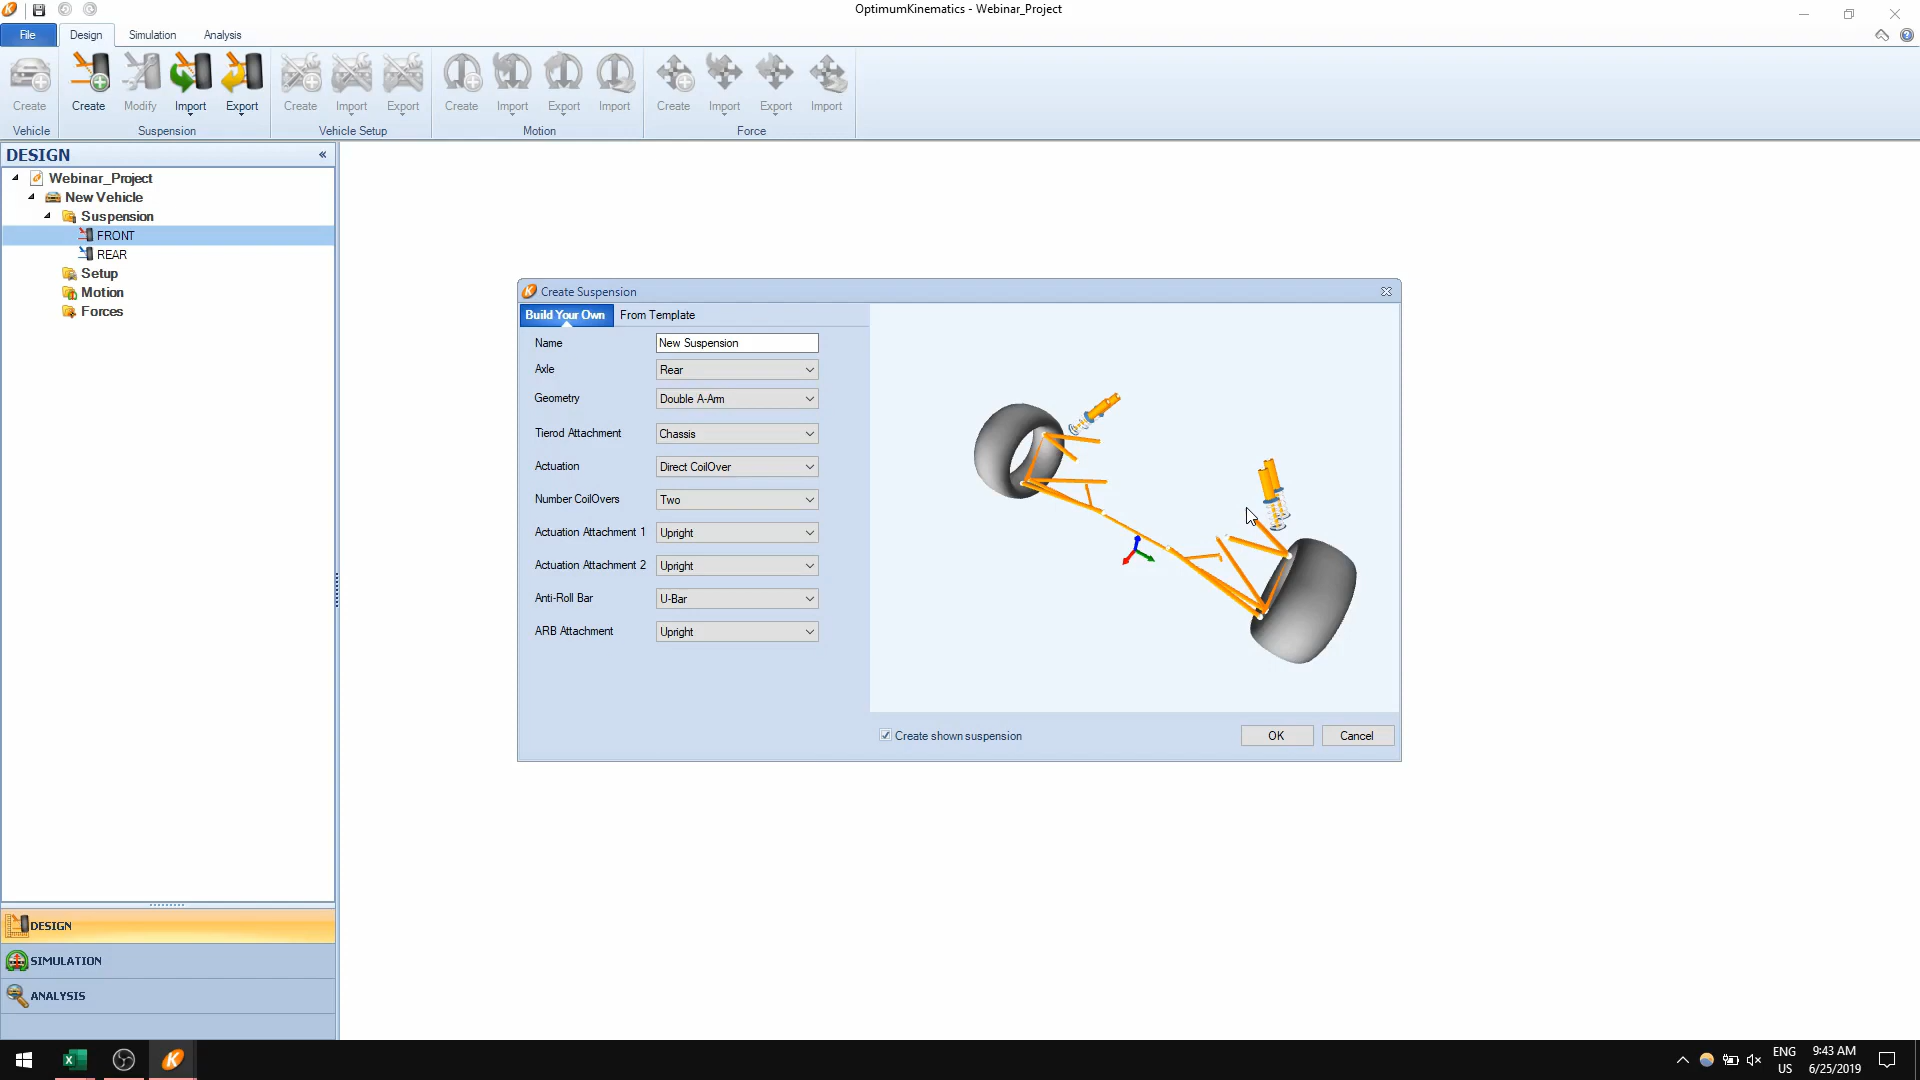 OptimumKinematics - Webinar_Project
File
Design
Simulation
Analysis
Create
Create
Modify
Import
Export
Create
Import
Export
Create
Import
Export
Import
Create
Import
Export
Import
Vehicle
Suspension
Vehicle Setup
Motion
Force
DESIGN
«
Webinar_Project
New Vehicle
Suspension
FRONT
REAR
Setup
Motion
Forces
Create Suspension
Build Your Own
From Template
Name
New Suspension
Axle
Rear
Geometry
Double A-Arm
Tierod Attachment
Chassis
Actuation
Direct CoilOver
Number CoilOvers
Two
Actuation Attachment 1
Upright
Actuation Attachment 2
Upright
Anti-Roll Bar
U-Bar
ARB Attachment
Upright
Create shown suspension
OK
Cancel
DESIGN
SIMULATION
ANALYSIS
ENG
US
9:43 AM
6/25/2019